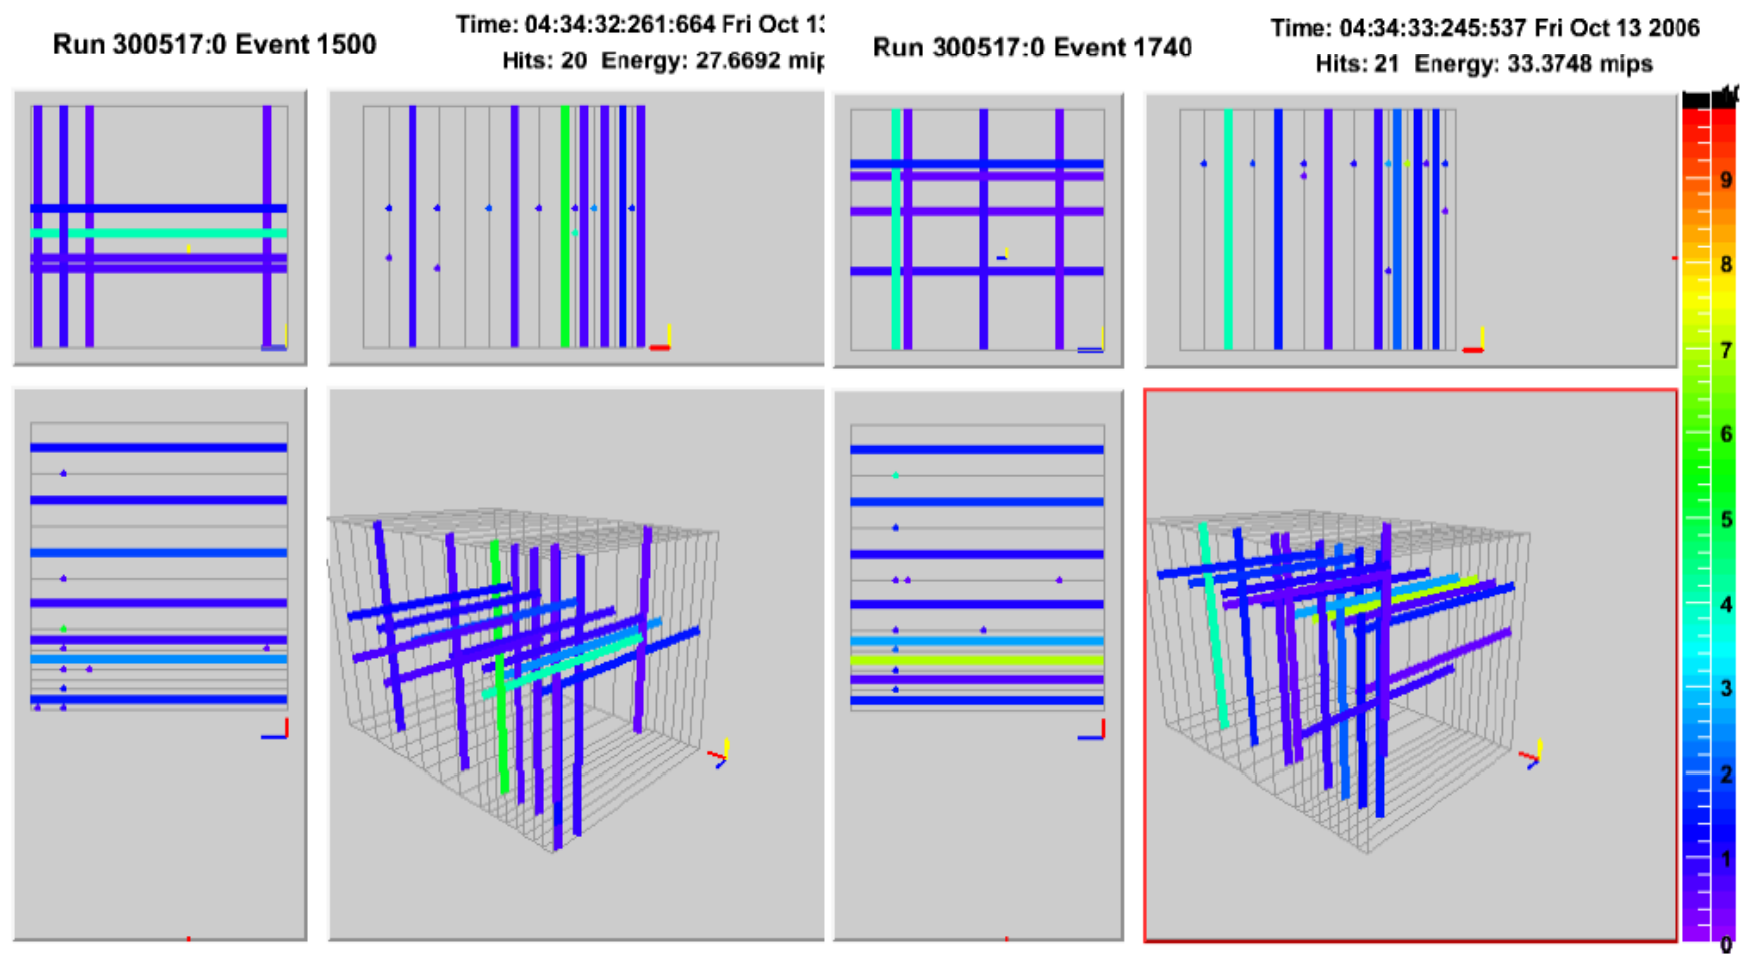 Time: 04:34:32:261:664 Fri Oct 13
Run 300517:0 Event 1500
Hits: 20 Energy: 27.6692 mip
Time: 04:34:33:245:537 Fri Oct 13 2006
Run 300517:0 Event 1740
Hits: 21 Energy: 33.3748 mips
9
8
7
6
5
4
3
2
1
0